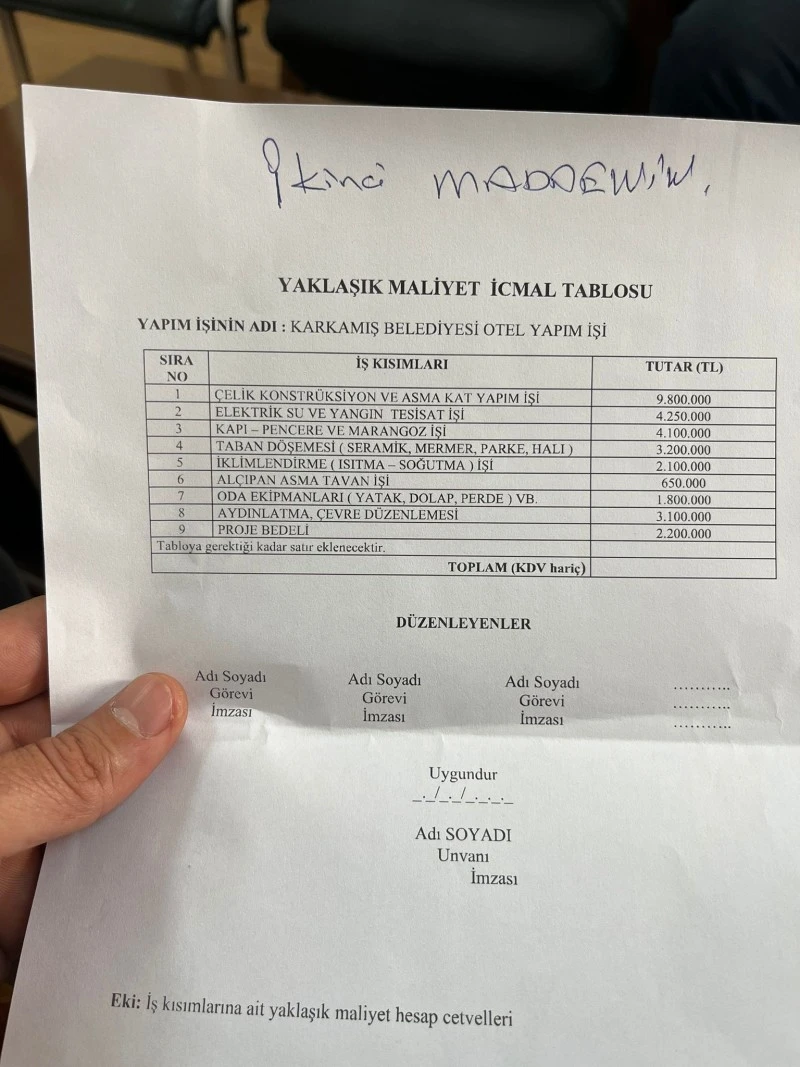 İkinci MADDENİN.
YAKLAŞIK MALİYET İCMAL TABLOSU
YAPIM İŞİNİN ADI : KARKAMIŞ BELEDİYESİ OTEL YAPIM İŞİ
SIRA NO İŞ KISIMLARI TUTAR (TL)
1 ÇELİK KONSTRÜKSİYON VE ASMA KAT YAPIM İŞİ 9.800.000
2 ELEKTRİK SU VE YANGIN TESİSAT İŞİ 4.250.000
3 KAPI – PENCERE VE MARANGOZ İŞİ 4.100.000
4 TABAN DÖŞEMESİ ( SERAMİK, MERMER, PARKE, HALI ) 3.200.000
5 İKLİMLENDİRME ( ISITMA – SOĞUTMA ) İŞİ 2.100.000
6 ALÇIPAN ASMA TAVAN İŞİ 650.000
7 ODA EKİPMANLARI ( YATAK, DOLAP, PERDE ) VB. 1.800.000
8 AYDINLATMA, ÇEVRE DÜZENLEMESİ 3.100.000
9 PROJE BEDELİ 2.200.000
Tabloya gerektiği kadar satır eklenecektir.
TOPLAM (KDV hariç)
DÜZENLEYENLER
Adı Soyadı Adı Soyadı Adı Soyadı ...........
Görevi Görevi Görevi ...........
İmzası İmzası İmzası ...........
Uygundur
_._/_._/_._._._
Adı SOYADI
Unvanı
İmzası
Eki: İş kısımlarına ait yaklaşık maliyet hesap cetvelleri